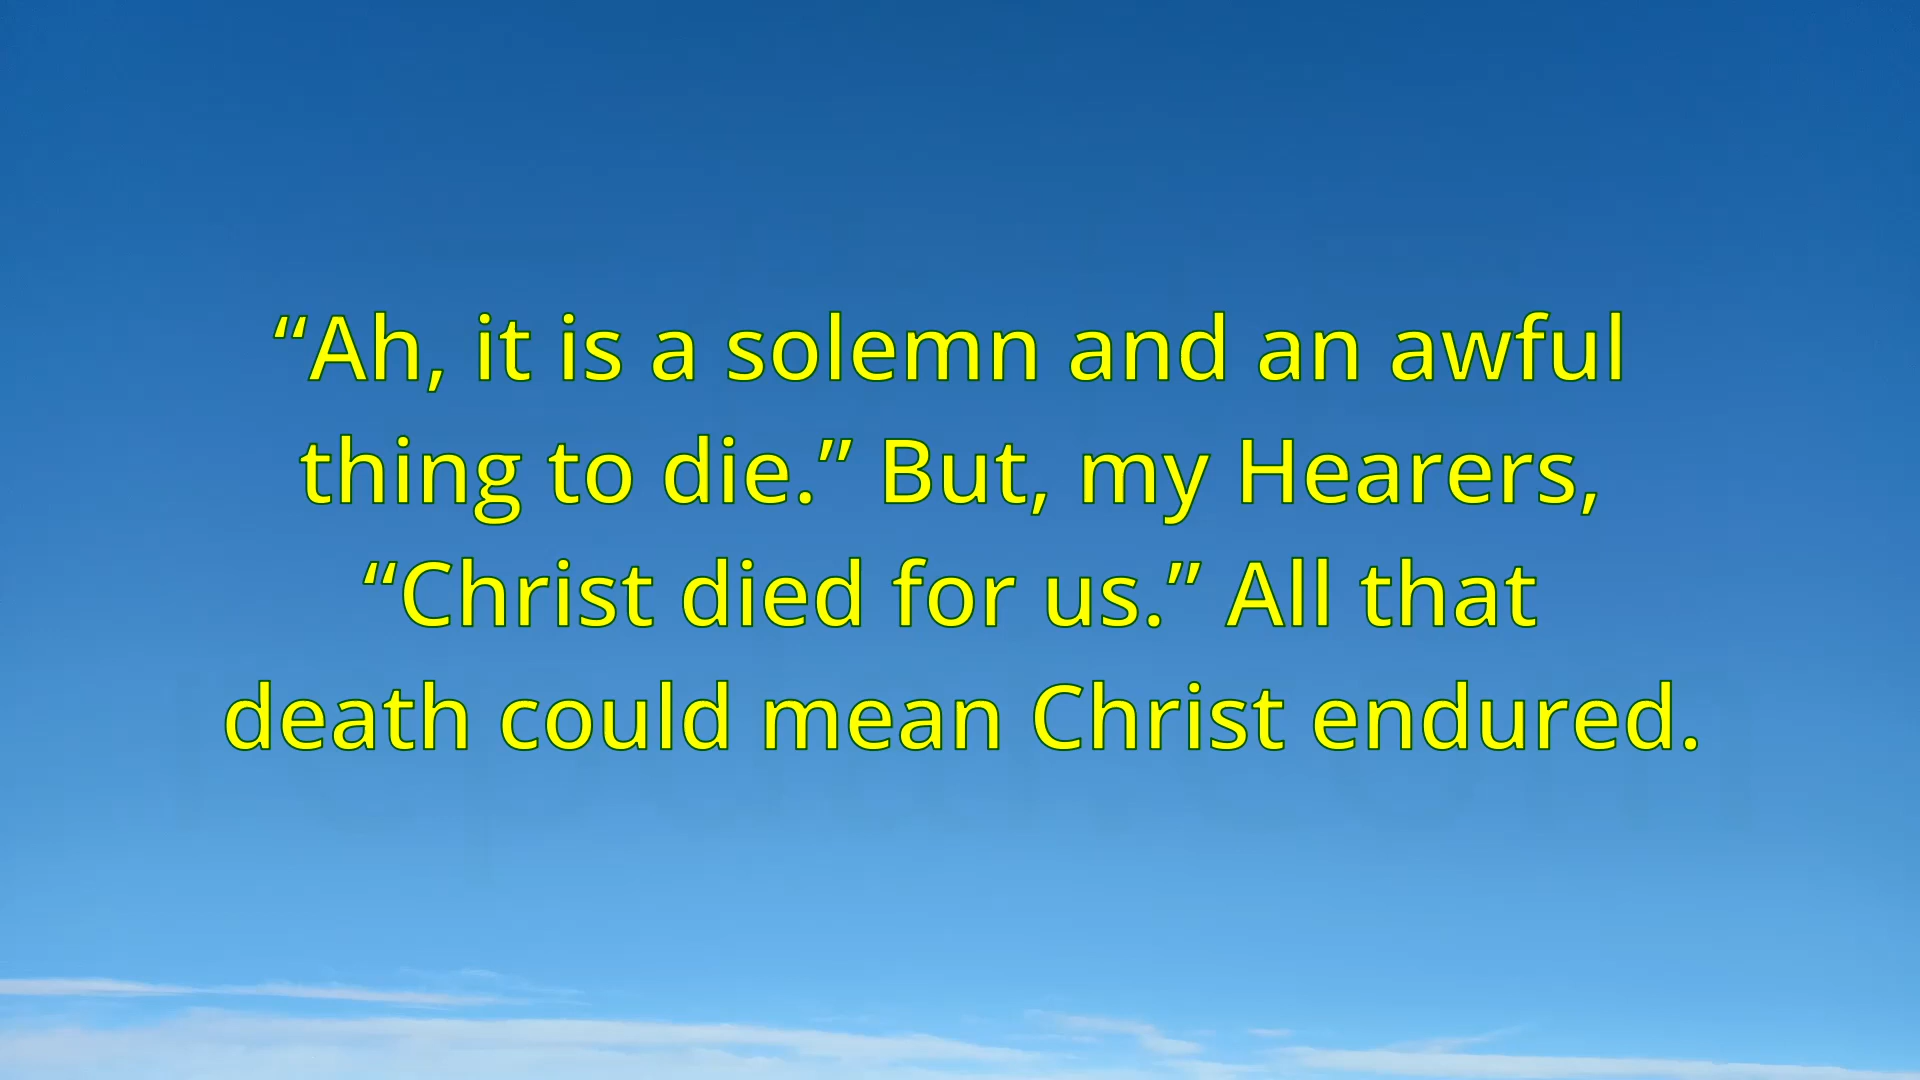 “Ah, it is a solemn and an awful
thing to die.” But, my Hearers,
“Christ died for us.” All that
death could mean Christ endured.